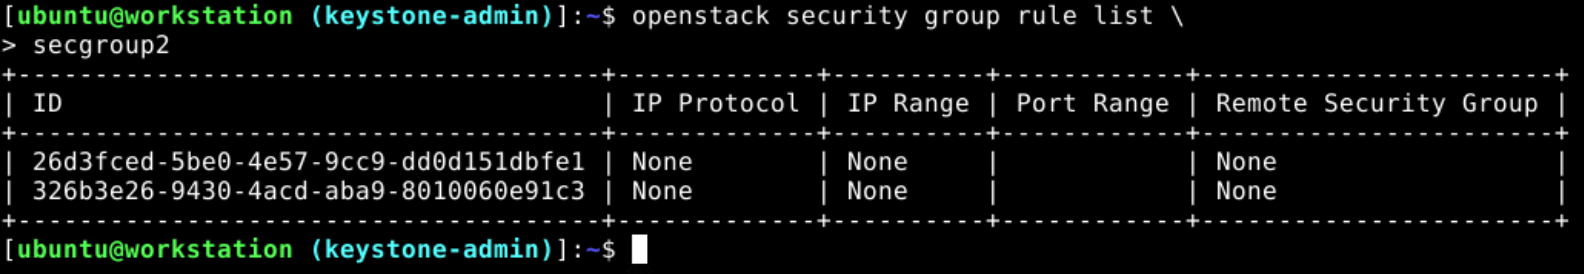 [ubuntu@workstation (keystone-admin)]:~$ openstack security group rule list \
> secgroup2
+--------------------------------------+-------------+----------+------------+-----------------------+
| ID                                   | IP Protocol | IP Range | Port Range | Remote Security Group |
+--------------------------------------+-------------+----------+------------+-----------------------+
| 26d3fced-5be0-4e57-9cc9-dd0d151dbfe1 | None        | None     |            | None                  |
| 326b3e26-9430-4acd-aba9-8010060e91c3 | None        | None     |            | None                  |
+--------------------------------------+-------------+----------+------------+-----------------------+
[ubuntu@workstation (keystone-admin)]:~$